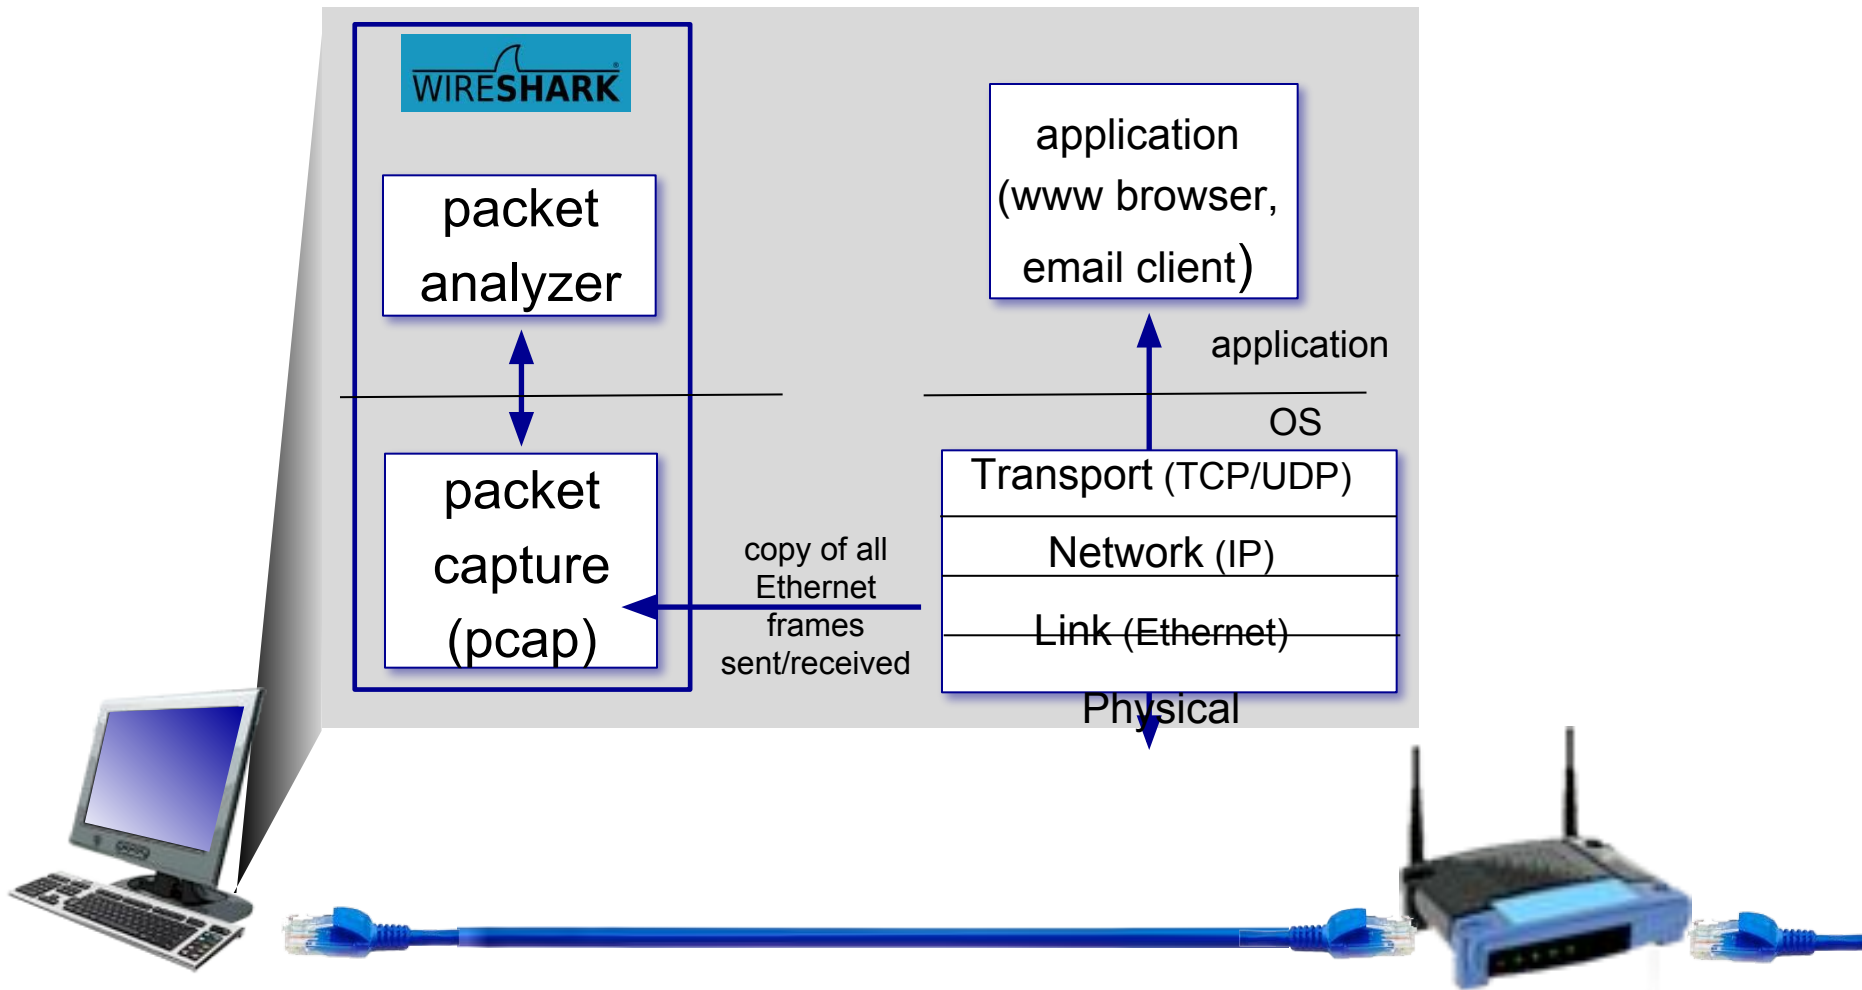 WIRESHARK
packet
analyzer
packet
capture
(pcap)
copy of all
Ethernet
frames
sent/received
application
(www browser,
email client)
application
OS
Transport (TCP/UDP)
Network (IP)
Link (Ethernet)
Physical